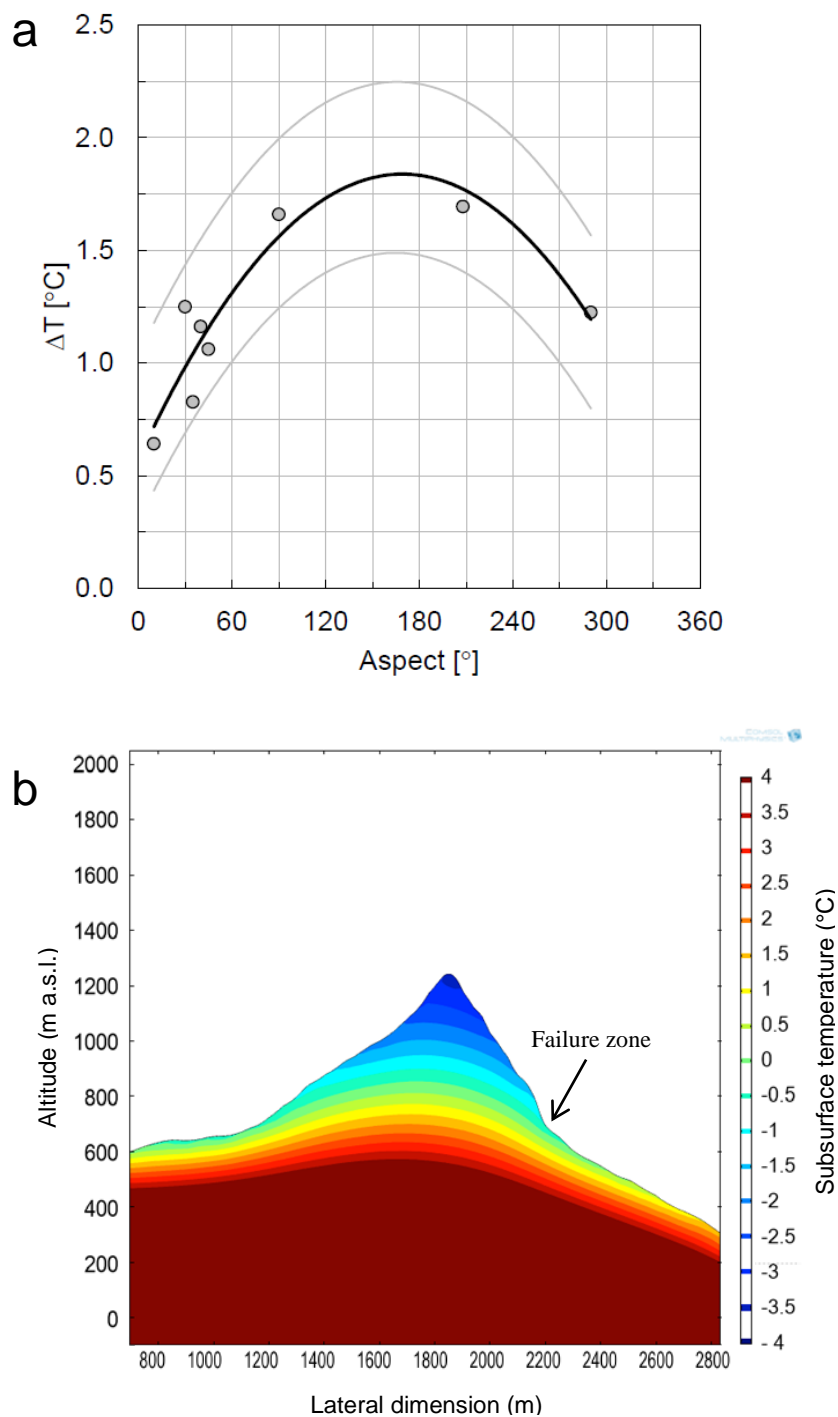 a
2.5
2.0
1.5
1.0
0.5
0.0
ΔT [°C]
0 60 120 180 240 300 360
Aspect [°]
COMSOL
MULTIPHYSICS
b
2000
1800
1600
1400
1200
1000
800
600
400
200
0
Altitude (m a.s.l.)
Failure zone
4
3.5
3
2.5
2
1.5
1
0.5
0
-0.5
-1
-1.5
-2
-2.5
-3
-3.5
-4
Subsurface temperature (°C)
800 1000 1200 1400 1600 1800 2000 2200 2400 2600 2800
Lateral dimension (m)